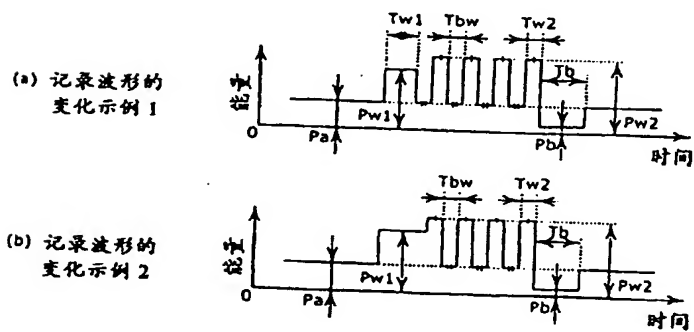 (a) 记录波形的
变化示例1
能量
0
Tw1
Tbw
Tw2
Tb
Pa
Pw1
Pb
Pw2
时间
(b) 记录波形的
变化示例2
能量
0
Tbw
Tw2
Tb
Pa
Pw1
Pb
Pw2
时间